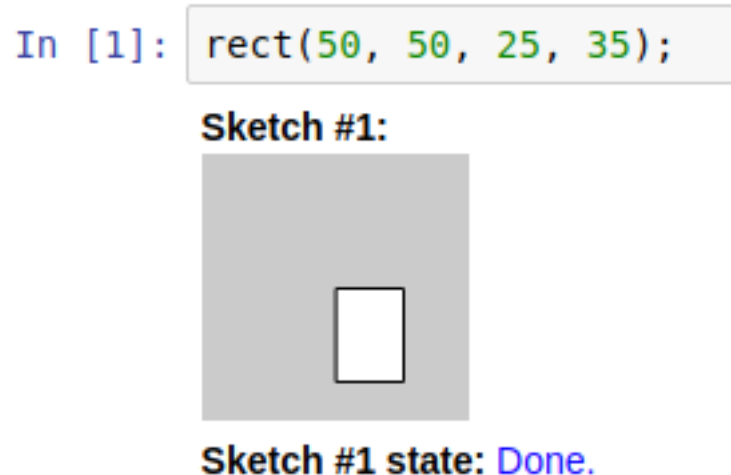 In [1]: rect(50, 50, 25, 35);
Sketch #1:
Sketch #1 state: Done.